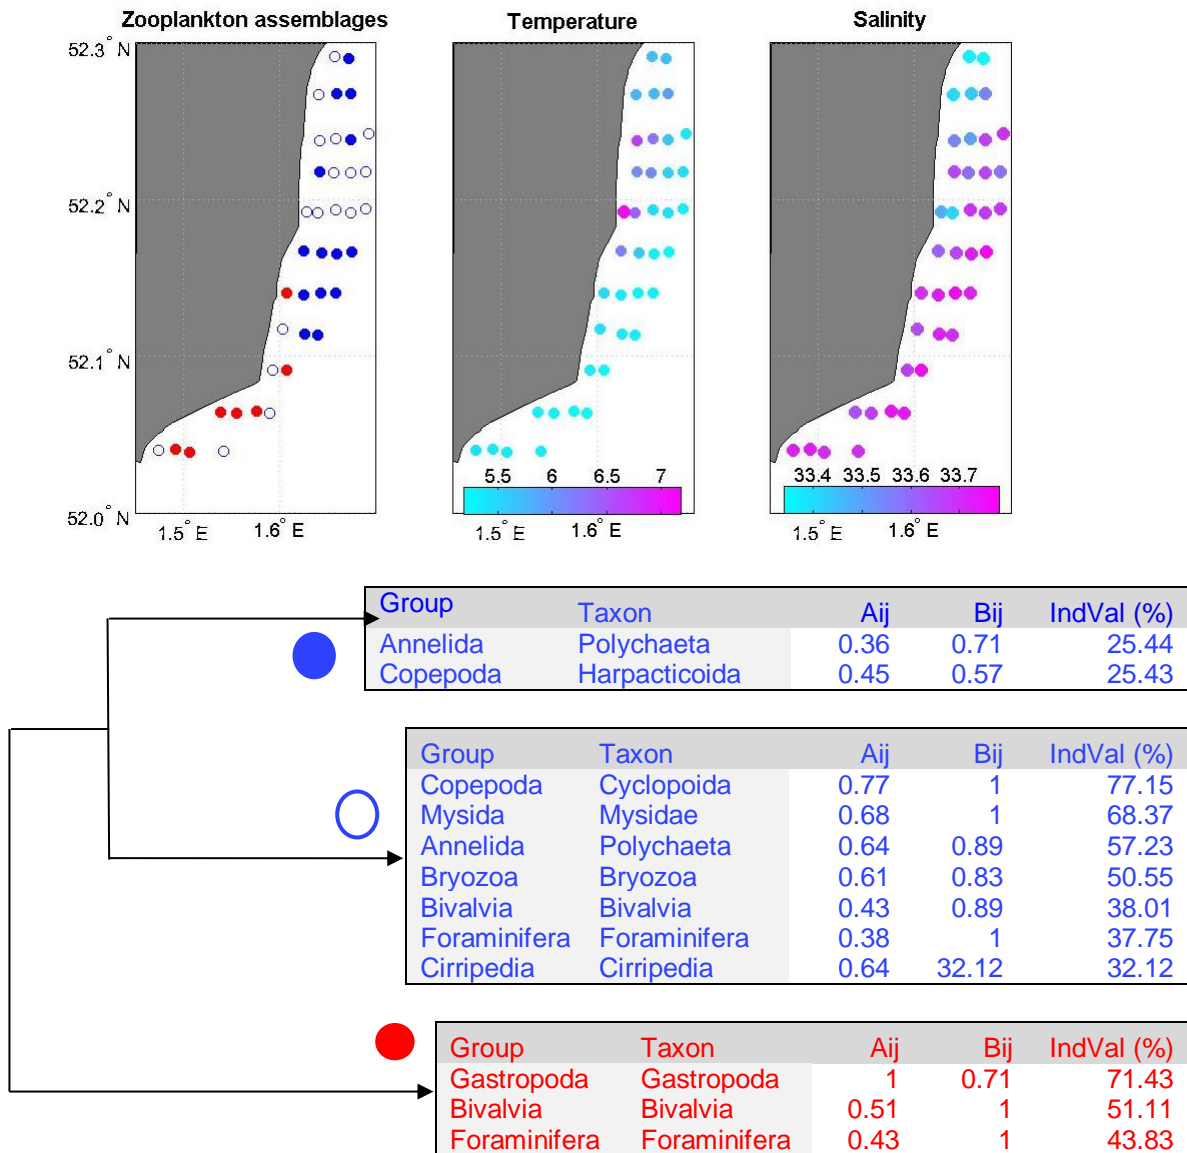 Zooplankton assemblages Temperature Salinity
52.3° N
52.2° N
52.1° N
52.0° N
5.5 6 6.5 7
33.4 33.5 33.6 33.7
1.5° E 1.6° E 1.5° E 1.6° E 1.5° E 1.6° E
Group Taxon Aij Bij IndVal (%)
Annelida Polychaeta 0.36 0.71 25.44
Copepoda Harpacticoida 0.45 0.57 25.43
Group Taxon Aij Bij IndVal (%)
Copepoda Cyclopoida 0.77 1 77.15
Mysida Mysidae 0.68 1 68.37
Annelida Polychaeta 0.64 0.89 57.23
Bryozoa Bryozoa 0.61 0.83 50.55
Bivalvia Bivalvia 0.43 0.89 38.01
Foraminifera Foraminifera 0.38 1 37.75
Cirripedia Cirripedia 0.64 32.12 32.12
Group Taxon Aij Bij IndVal (%)
Gastropoda Gastropoda 1 0.71 71.43
Bivalvia Bivalvia 0.51 1 51.11
Foraminifera Foraminifera 0.43 1 43.83